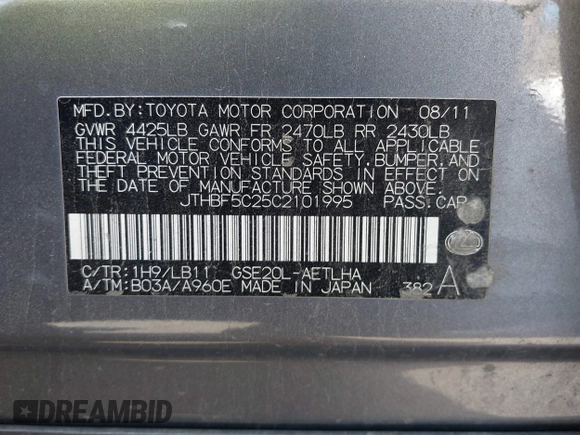 MFD.BY:TOYOTA MOTOR CORPORATION 08/11
GVWR 4425LB GAWR FR 2470LB RR 2430LB
THIS VEHICLE CONFORMS TO ALL APPLICABLE
FEDERAL MOTOR VEHICLE SAFETY,BUMPER,AND
THEFT PREVENTION STANDARDS IN EFFECT ON
THE DATE OF MANUFACTURE SHOWN ABOVE.
JTHBF5C25C2101995 PASS.CAR
C/TR:1H9/LB11 GSE20L-AETLHA
A/TM:B03A/A960E MADE IN JAPAN 382 A
DREAMBID